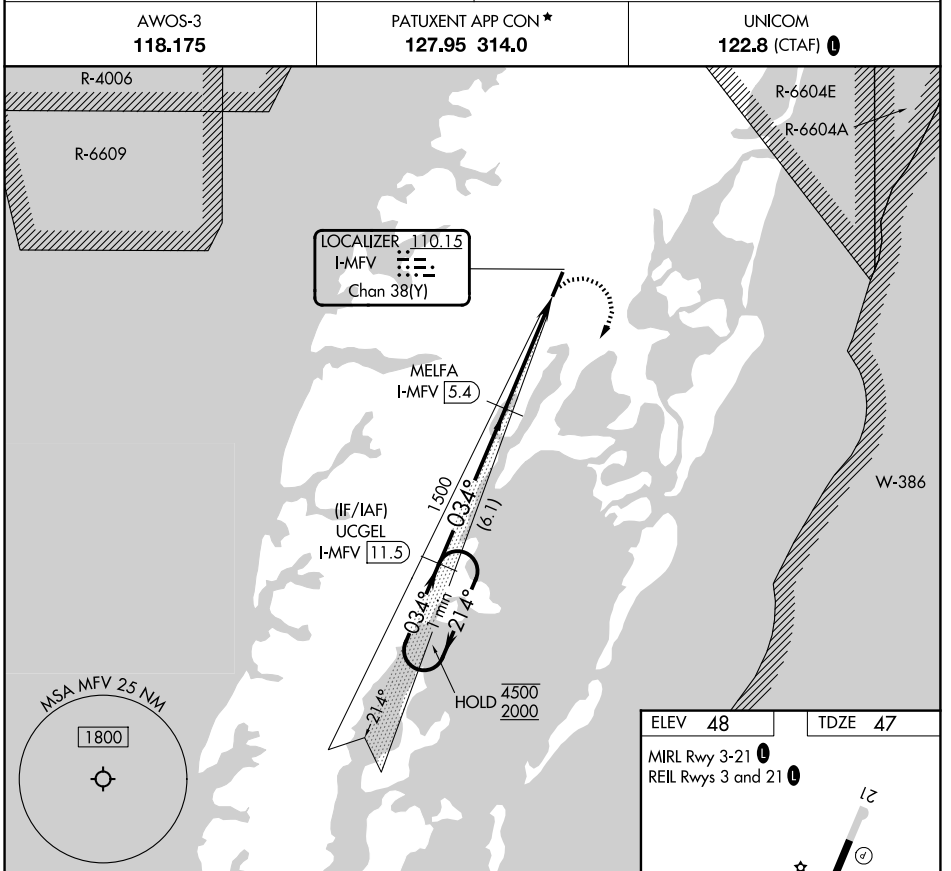 AWOS-3
118.175
PATUXENT APP CON ★
127.95 314.0
UNICOM
122.8 (CTAF) L
R-4006
R-6609
R-6604E
R-6604A
LOCALIZER 110.15
I-MFV
Chan 38(Y)
MELFA
I-MFV 5.4
1500
034°
(6.1)
(IF/IAF)
UCGEL
I-MFV 11.5
W-386
034°
1 min
214°
HOLD 4500
2000
214°
MSA MFV 25 NM
1800
ELEV 48
TDZE 47
MIRL Rwy 3-21 L
REIL Rwys 3 and 21 L
21
P